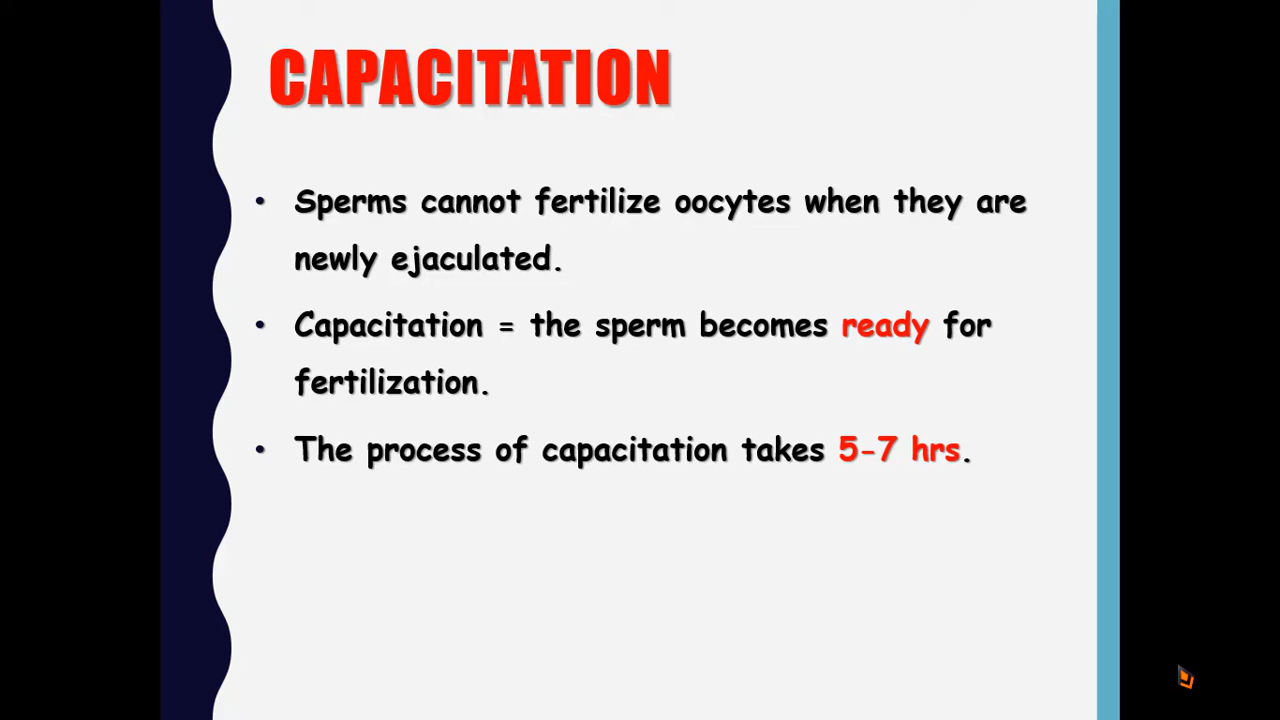 CAPACITATION
• Sperms cannot fertilize oocytes when they are
newly ejaculated.
• Capacitation = the sperm becomes ready for
fertilization.
• The process of capacitation takes 5-7 hrs.